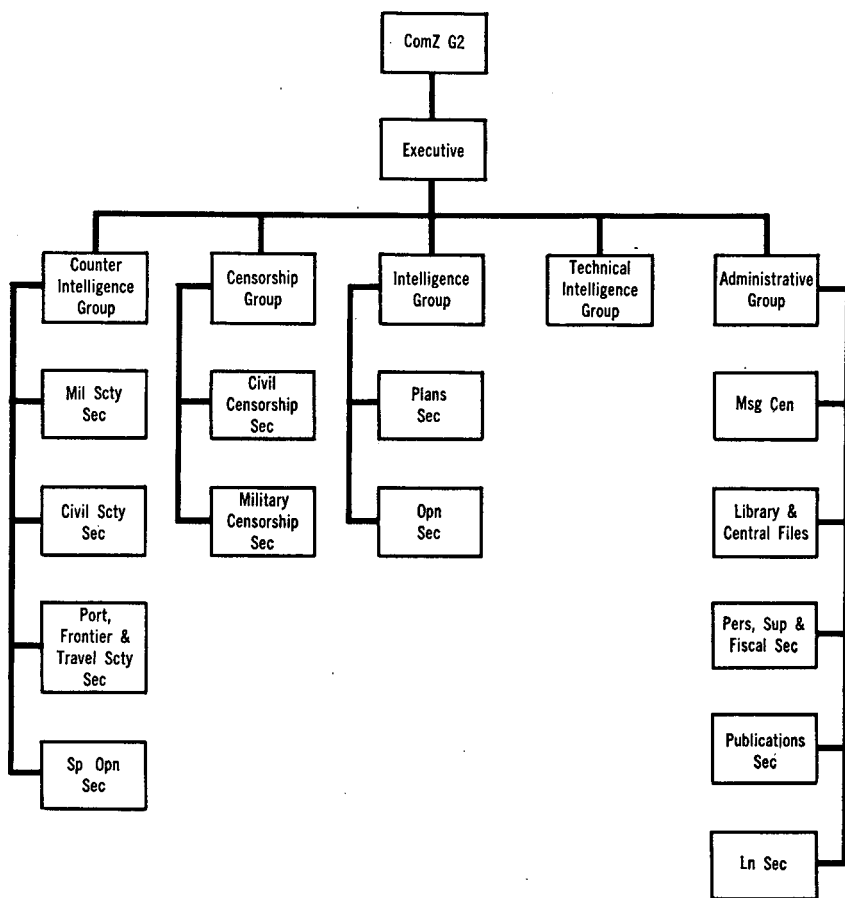 ComZ G2
Executive
Counter
Intelligence
Group
Censorship
Group
Intelligence
Group
Technical
Intelligence
Group
Administrative
Group
Mil Scty
Sec
Civil
Censorship
Sec
Plans
Sec
Msg Cen
Civil Scty
Sec
Military
Censorship
Sec
Opn
Sec
Library &
Central Files
Port,
Frontier &
Travel Scty
Sec
Pers, Sup &
Fiscal Sec
Sp Opn
Sec
Publications
Sec
Ln Sec